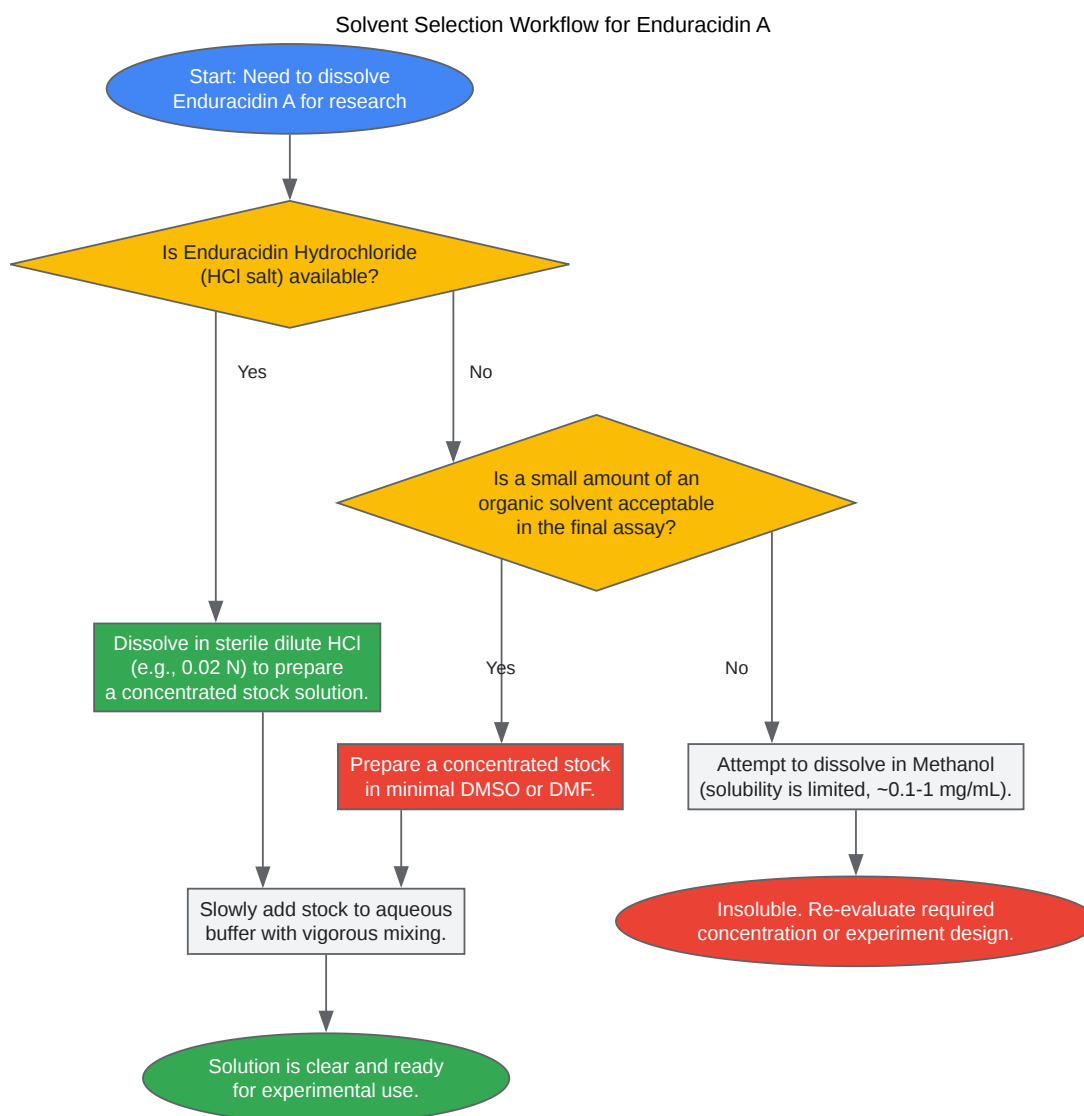 Solvent Selection Workflow for Enduracidin A
Start: Need to dissolve
Enduracidin A for research
Is Enduracidin Hydrochloride
(HCl salt) available?
Yes
No
Is a small amount of an
organic solvent acceptable
in the final assay?
Dissolve in sterile dilute HCl
(e.g., 0.02 N) to prepare
a concentrated stock solution.
Yes
No
Prepare a concentrated stock
in minimal DMSO or DMF.
Attempt to dissolve in Methanol
(solubility is limited, ~0.1-1 mg/mL).
Slowly add stock to aqueous
buffer with vigorous mixing.
Insoluble. Re-evaluate required
concentration or experiment design.
Solution is clear and ready
for experimental use.